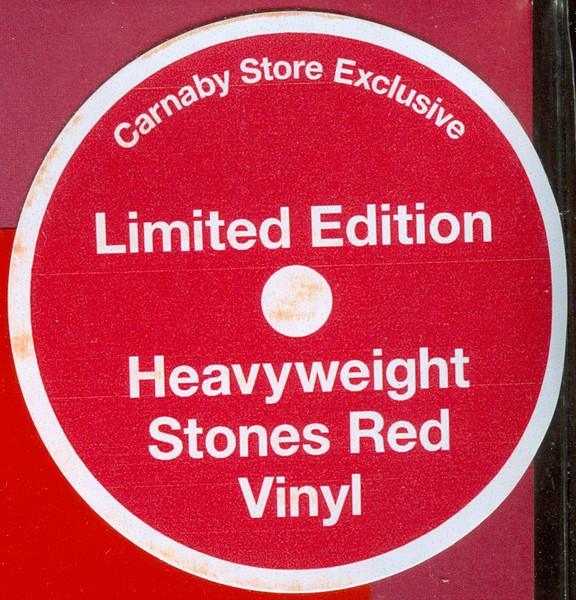 Carnaby Store Exclusive
Limited Edition
Heavyweight
Stones Red
Vinyl